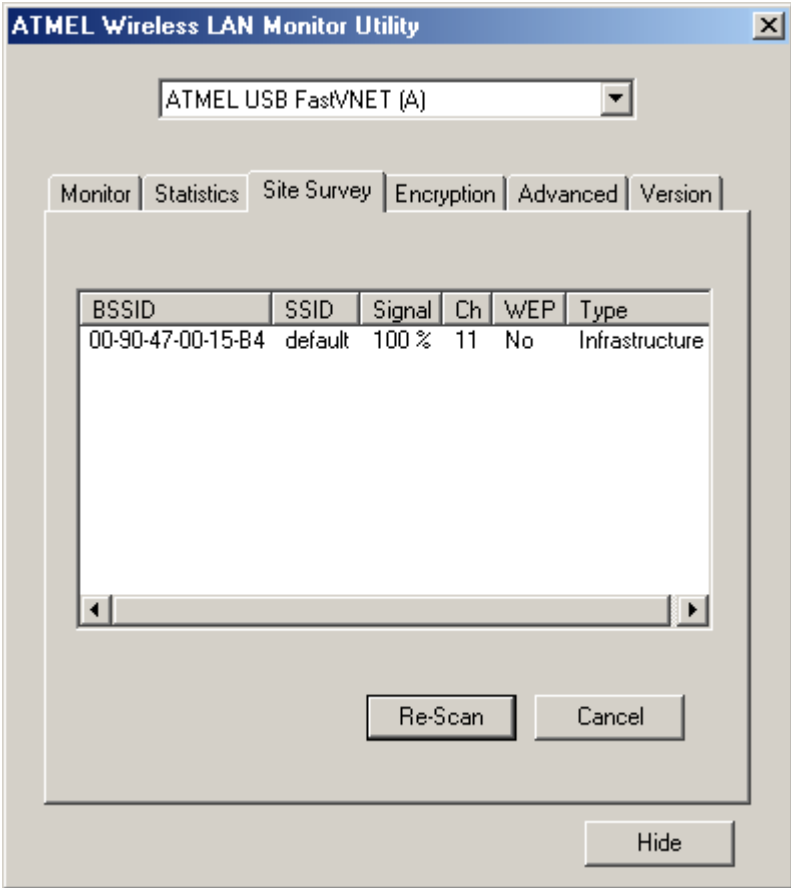 ATMEL Wireless LAN Monitor Utility
ATMEL USB FastVNET (A)
Monitor Statistics Site Survey Encryption Advanced Version
BSSID SSID Signal Ch WEP Type
00-90-47-00-15-B4 default 100 % 11 No Infrastructure
Re-Scan Cancel
Hide